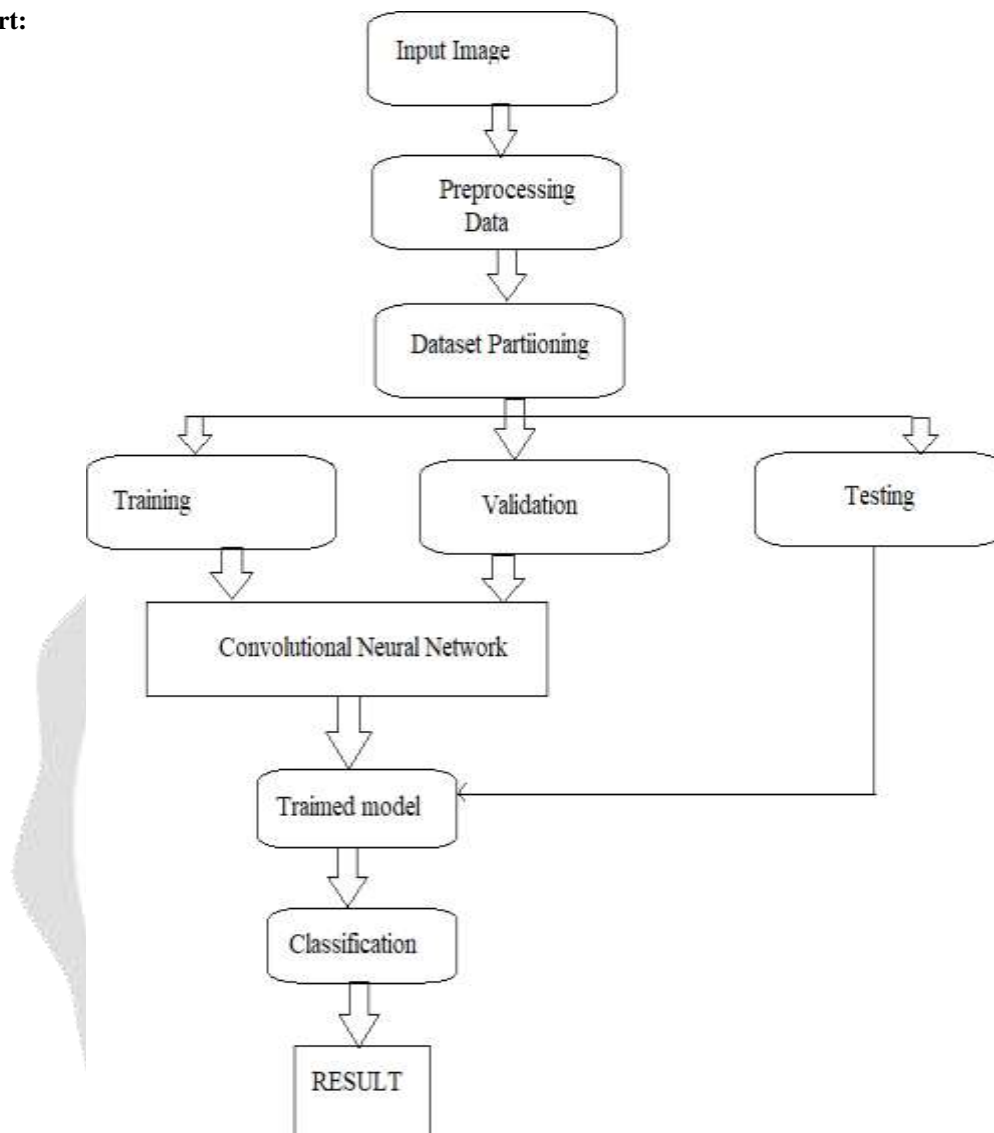 rt:
Input Image
Preprocessing
Data
Dataset Partiioning
Training
Validation
Testing
Convolutional Neural Network
Traimed model
Classification
RESULT